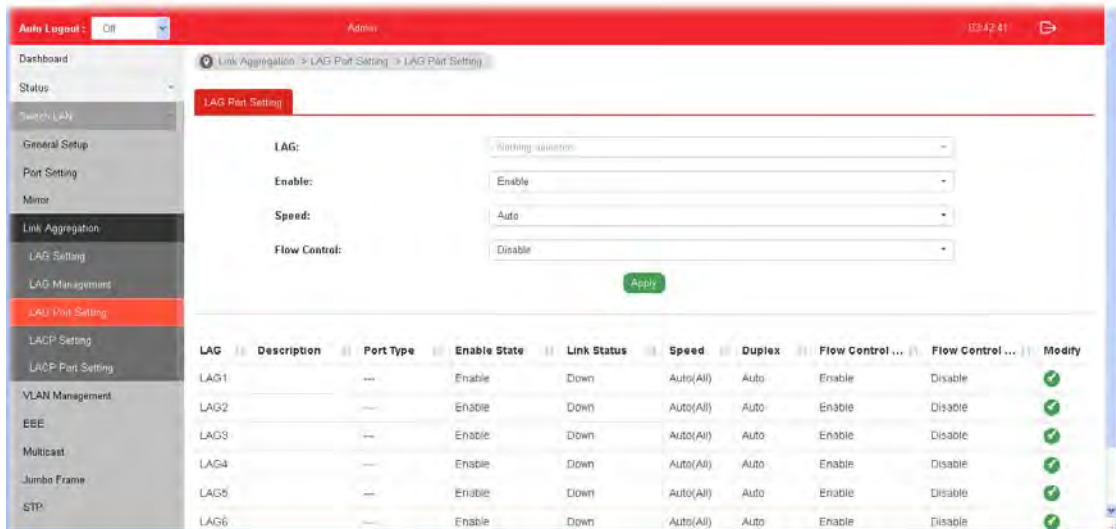 Auto Logout : Off Admin 03:42:41
Dashboard
Link Aggregation > LAG Port Setting > LAG Port Setting
Status
LAG Port Setting
Switch LAN
General Setup
LAG: Nothing selected
Port Setting
Enable: Enable
Mirror
Speed: Auto
Link Aggregation
LAG Setting
Flow Control: Disable
LAG Management
Apply
LAG Port Setting
LACP Setting
LAG Description Port Type Enable State Link Status Speed Duplex Flow Control ... Flow Control ... Modify
LACP Port Setting
LAG1 --- Enable Down Auto(All) Auto Enable Disable
VLAN Management
LAG2 --- Enable Down Auto(All) Auto Enable Disable
EEE
LAG3 --- Enable Down Auto(All) Auto Enable Disable
Multicast
LAG4 --- Enable Down Auto(All) Auto Enable Disable
Jumbo Frame
LAG5 --- Enable Down Auto(All) Auto Enable Disable
STP
LAG6 --- Enable Down Auto(All) Auto Enable Disable